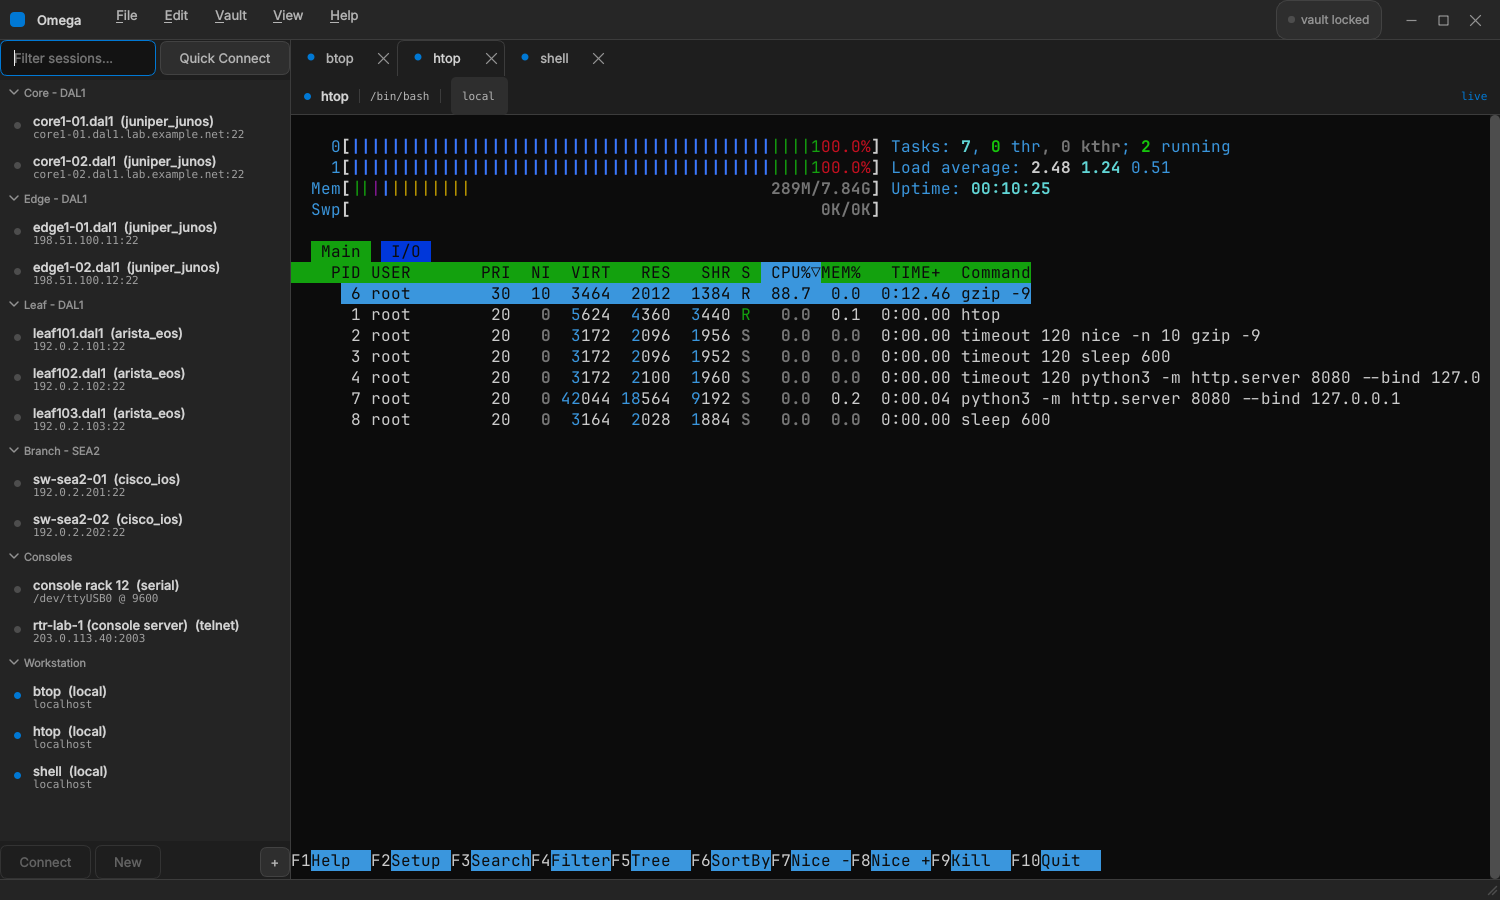 Omega File Edit Vault View Help vault locked
Filter sessions... Quick Connect
btop htop shell
htop /bin/bash local live
Core - DAL1
core1-01.dal1 (juniper_junos)
core1-01.dal1.lab.example.net:22
core1-02.dal1 (juniper_junos)
core1-02.dal1.lab.example.net:22
Edge - DAL1
edge1-01.dal1 (juniper_junos)
198.51.100.11:22
edge1-02.dal1 (juniper_junos)
198.51.100.12:22
Leaf - DAL1
leaf101.dal1 (arista_eos)
192.0.2.101:22
leaf102.dal1 (arista_eos)
192.0.2.102:22
leaf103.dal1 (arista_eos)
192.0.2.103:22
Branch - SEA2
sw-sea2-01 (cisco_ios)
192.0.2.201:22
sw-sea2-02 (cisco_ios)
192.0.2.202:22
Consoles
console rack 12 (serial)
/dev/ttyUSB0 @ 9600
rtr-lab-1 (console server) (telnet)
203.0.113.40:2003
Workstation
btop (local)
localhost
htop (local)
localhost
shell (local)
localhost
Connect New +
0[||||||||||||||||||||||||||||||||||||||||||||||100.0%] Tasks: 7, 0 thr, 0 kthr; 2 running
1[||||||||||||||||||||||||||||||||||||||||||||||100.0%] Load average: 2.48 1.24 0.51
Mem[|||||||||||| 289M/7.84G] Uptime: 00:10:25
Swp[ 0K/0K]
Main I/O
PID USER PRI NI VIRT RES SHR S CPU%▽MEM% TIME+ Command
6 root 30 10 3464 2012 1384 R 88.7 0.0 0:12.46 gzip -9
1 root 20 0 5624 4360 3440 R 0.0 0.1 0:00.00 htop
2 root 20 0 3172 2096 1956 S 0.0 0.0 0:00.00 timeout 120 nice -n 10 gzip -9
3 root 20 0 3172 2096 1952 S 0.0 0.0 0:00.00 timeout 120 sleep 600
4 root 20 0 3172 2100 1960 S 0.0 0.0 0:00.00 timeout 120 python3 -m http.server 8080 --bind 127.0
7 root 20 0 42044 18564 9192 S 0.0 0.2 0:00.04 python3 -m http.server 8080 --bind 127.0.0.1
8 root 20 0 3164 2028 1884 S 0.0 0.0 0:00.00 sleep 600
F1Help F2Setup F3SearchF4FilterF5Tree F6SortByF7Nice -F8Nice +F9Kill F10Quit